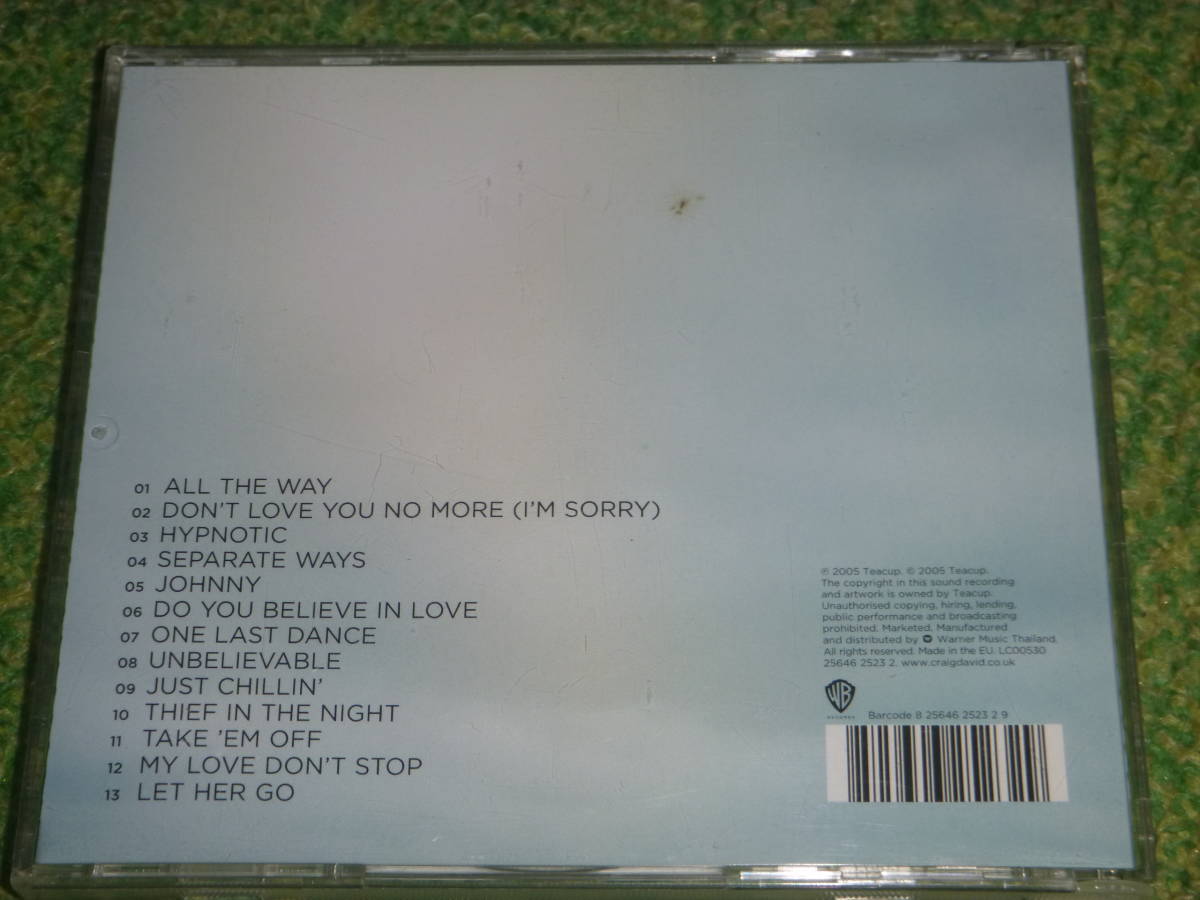 01 ALL THE WAY
02 DON'T LOVE YOU NO MORE (I'M SORRY)
03 HYPNOTIC
04 SEPARATE WAYS
05 JOHNNY
06 DO YOU BELIEVE IN LOVE
07 ONE LAST DANCE
08 UNBELIEVABLE
09 JUST CHILLIN'
10 THIEF IN THE NIGHT
11 TAKE 'EM OFF
12 MY LOVE DON'T STOP
13 LET HER GO
℗ 2005 Teacup. © 2005 Teacup.
The copyright in this sound recording
and artwork is owned by Teacup.
Unauthorised copying, hiring, lending,
public performance and broadcasting
prohibited. Marketed, Manufactured
and distributed by Warner Music Thailand.
All rights reserved. Made in the EU. LC00530
25646 2523 2. www.craigdavid.co.uk
WB
RECORDS
Barcode 8 25646 2523 2 9